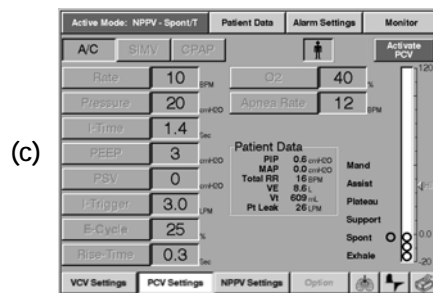 (c)
Active Mode: NPPV - Spont/T Patient Data Alarm Settings Monitor
A/C SIMV CPAP Activate PCV
Rate 10 BPM O2 40 %
Pressure 20 cmH2O Apnea Rate 12 BPM
I-Time 1.4 Sec
PEEP 3 cmH2O
PSV 0 cmH2O
I-Trigger 3.0 LPM
E-Cycle 25 %
Rise-Time 0.3 Sec
Patient Data
PIP 0.6 cmH2O
MAP 0.0 cmH2O
Total RR 16 BPM
VE 8.6 L
Vt 609 mL
Pt Leak 26 LPM
Mand
Assist
Plateau
Support
Spont
Exhale
120
0.0
-20
VCV Settings PCV Settings NPPV Settings Option